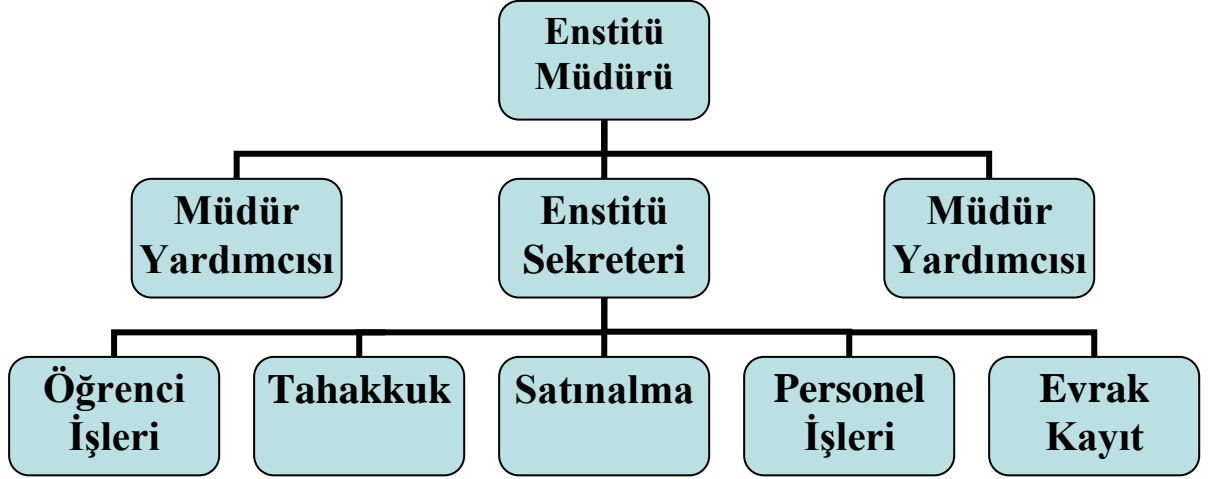 Enstitü
Müdürü
Müdür
Yardımcısı
Enstitü
Sekreteri
Müdür
Yardımcısı
Öğrenci
İşleri
Tahakkuk
Satınalma
Personel
İşleri
Evrak
Kayıt